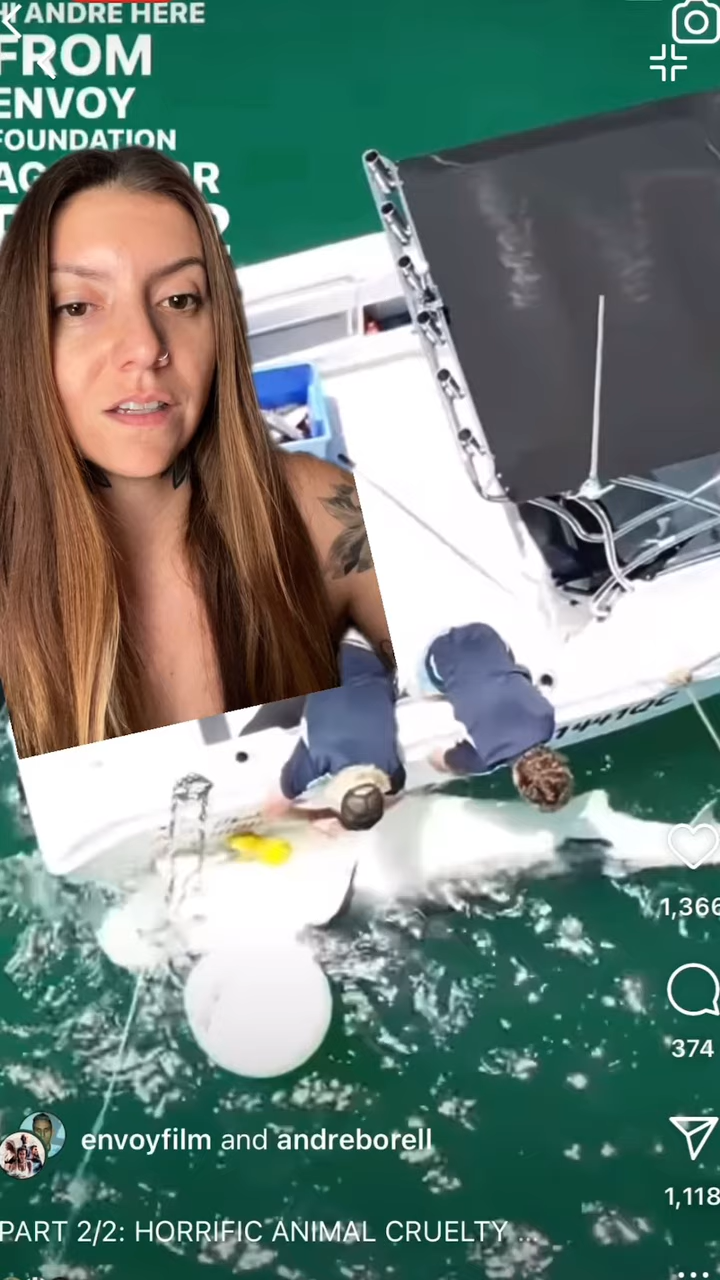 HI ANDRE HERE
FROM
ENVOY
FOUNDATION
1,366
374
envoyfilm and andreborell
1,118
PART 2/2: HORRIFIC ANIMAL CRUELTY ...